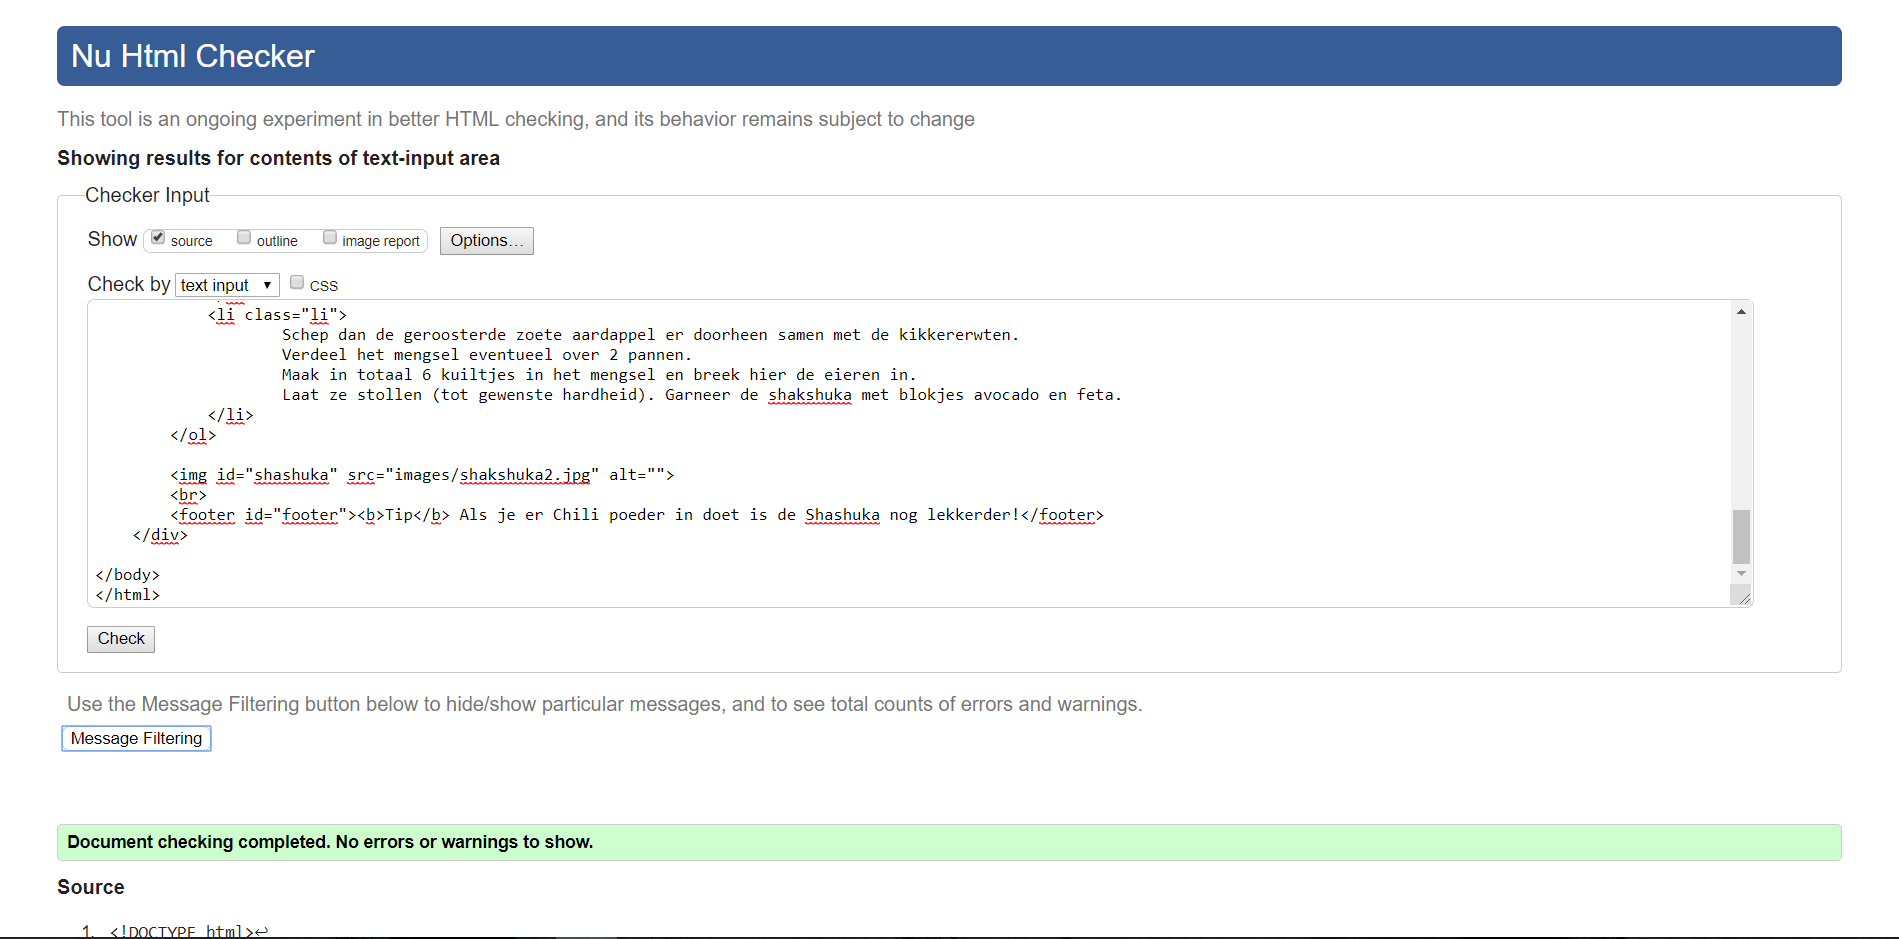 Nu Html Checker
This tool is an ongoing experiment in better HTML checking, and its behavior remains subject to change
Showing results for contents of text-input area
Checker Input
Show source outline image report Options...
Check by text input CSS
<li class="li">
Schep dan de geroosterde zoete aardappel er doorheen samen met de kikkererwten.
Verdeel het mengsel eventueel over 2 pannen.
Maak in totaal 6 kuiltjes in het mengsel en breek hier de eieren in.
Laat ze stollen (tot gewenste hardheid). Garneer de shakshuka met blokjes avocado en feta.
</li>
</ol>
<img id="shashuka" src="images/shakshuka2.jpg" alt="">
<br>
<footer id="footer"><b>Tip</b> Als je er Chili poeder in doet is de Shashuka nog lekkerder!</footer>
</div>
</body>
</html>
Check
Use the Message Filtering button below to hide/show particular messages, and to see total counts of errors and warnings.
Message Filtering
Document checking completed. No errors or warnings to show.
Source
1. <!DOCTYPE html>↩